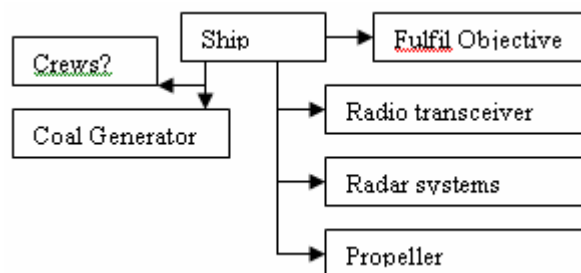 Ship
Fulfil Objective
Crews?
Radio transceiver
Coal Generator
Radar systems
Propeller